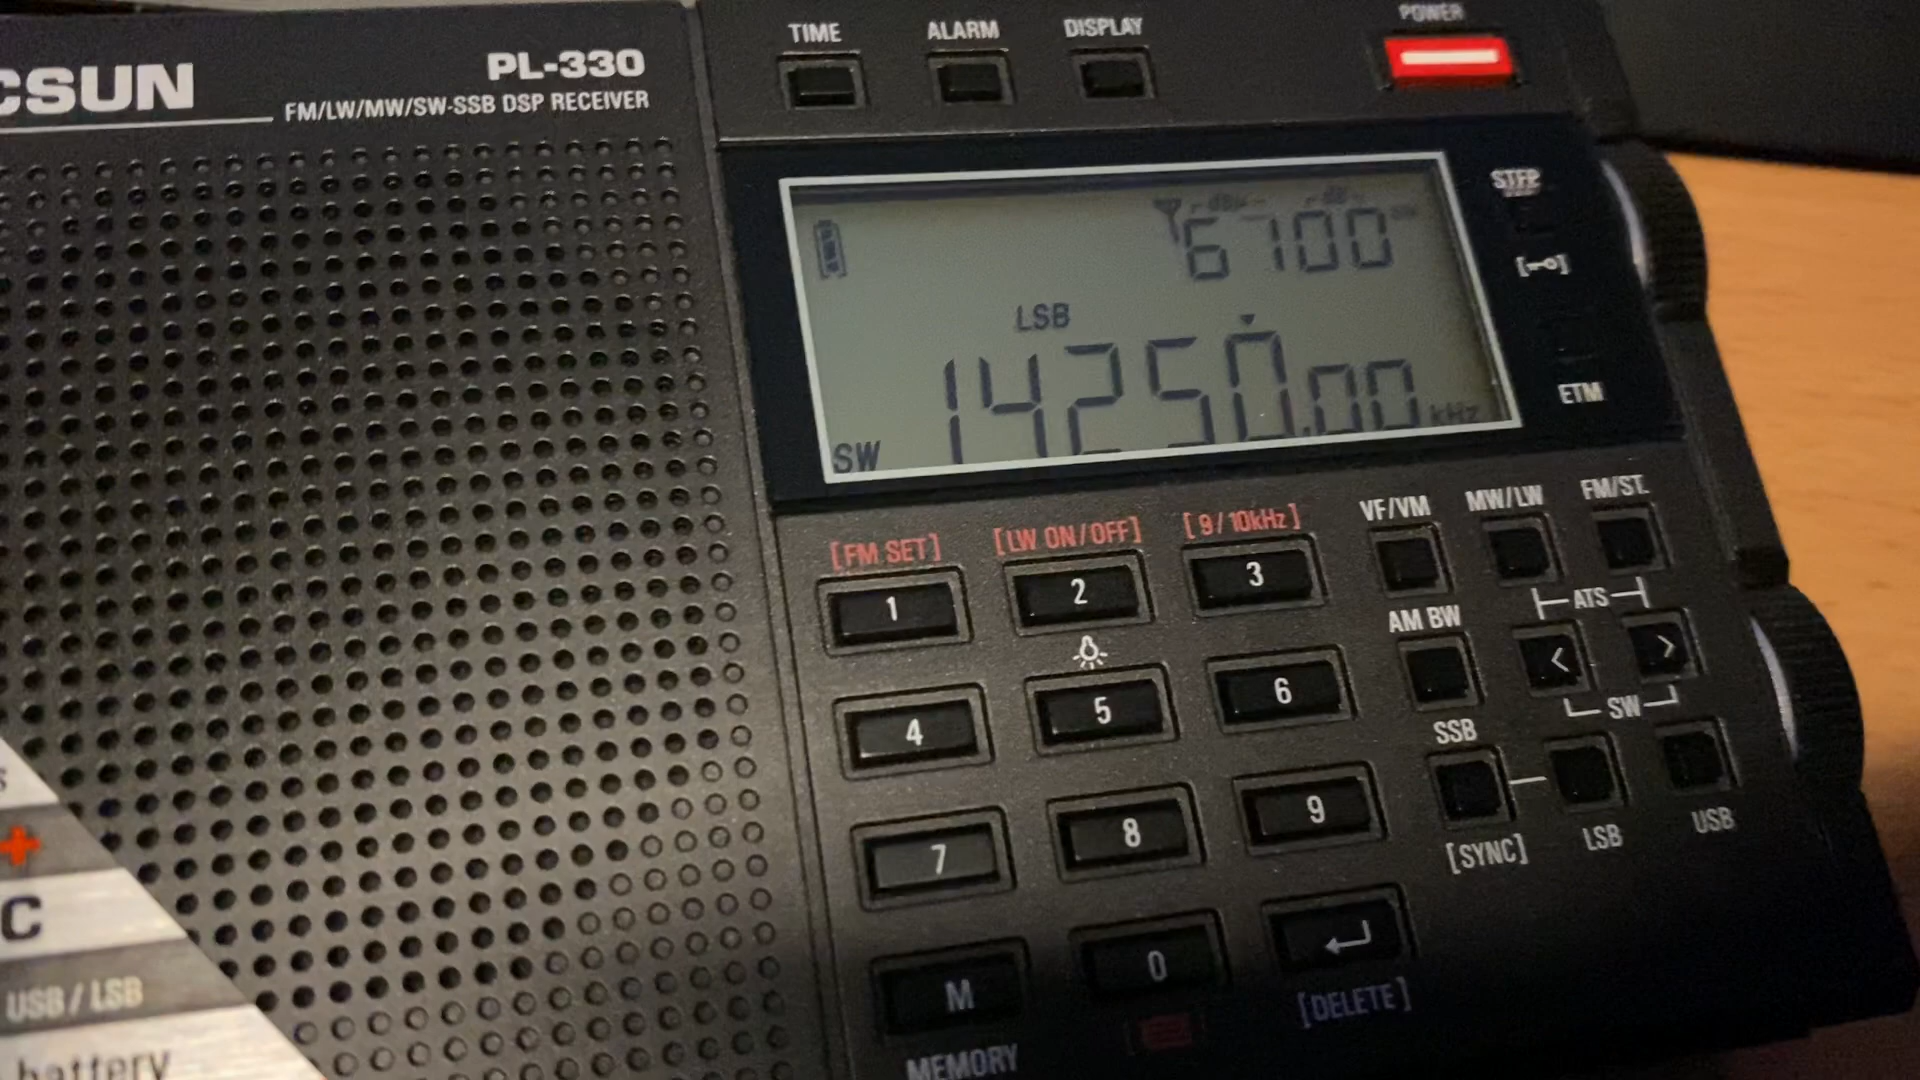 CSUN
PL-330
FM/LW/MW/SW-SSB DSP RECEIVER
TIME
ALARM
DISPLAY
POWER
STEP
ETM
6 100
LSB
14250.00 kHz
SW
[FM SET]
[LW ON/OFF]
[9/10kHz]
VF/VM
MW/LW
FM/ST.
1
2
3
ATS
AM BW
<
>
SW
4
5
6
SSB
[SYNC]
LSB
USB
7
8
9
M
0
[DELETE]
MEMORY
S
+
C
USB / LSB
battery